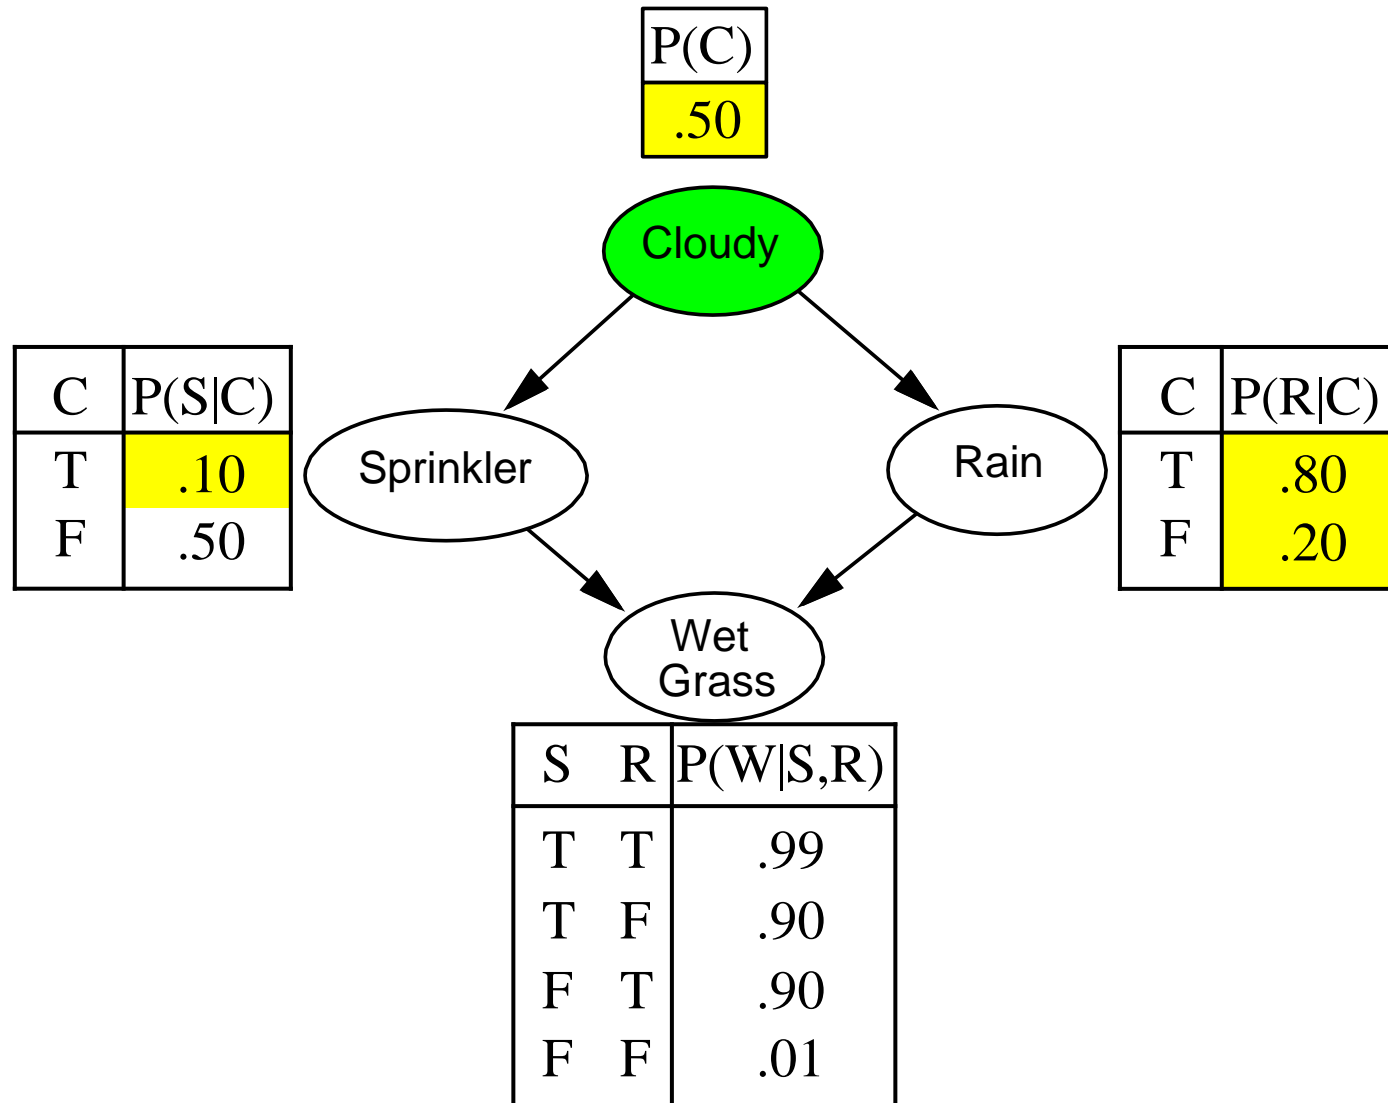 P(C)
.50
Cloudy
C P(S|C)
T .10
F .50
Sprinkler
Rain
C P(R|C)
T .80
F .20
Wet
Grass
S R P(W|S,R)
T T .99
T F .90
F T .90
F F .01